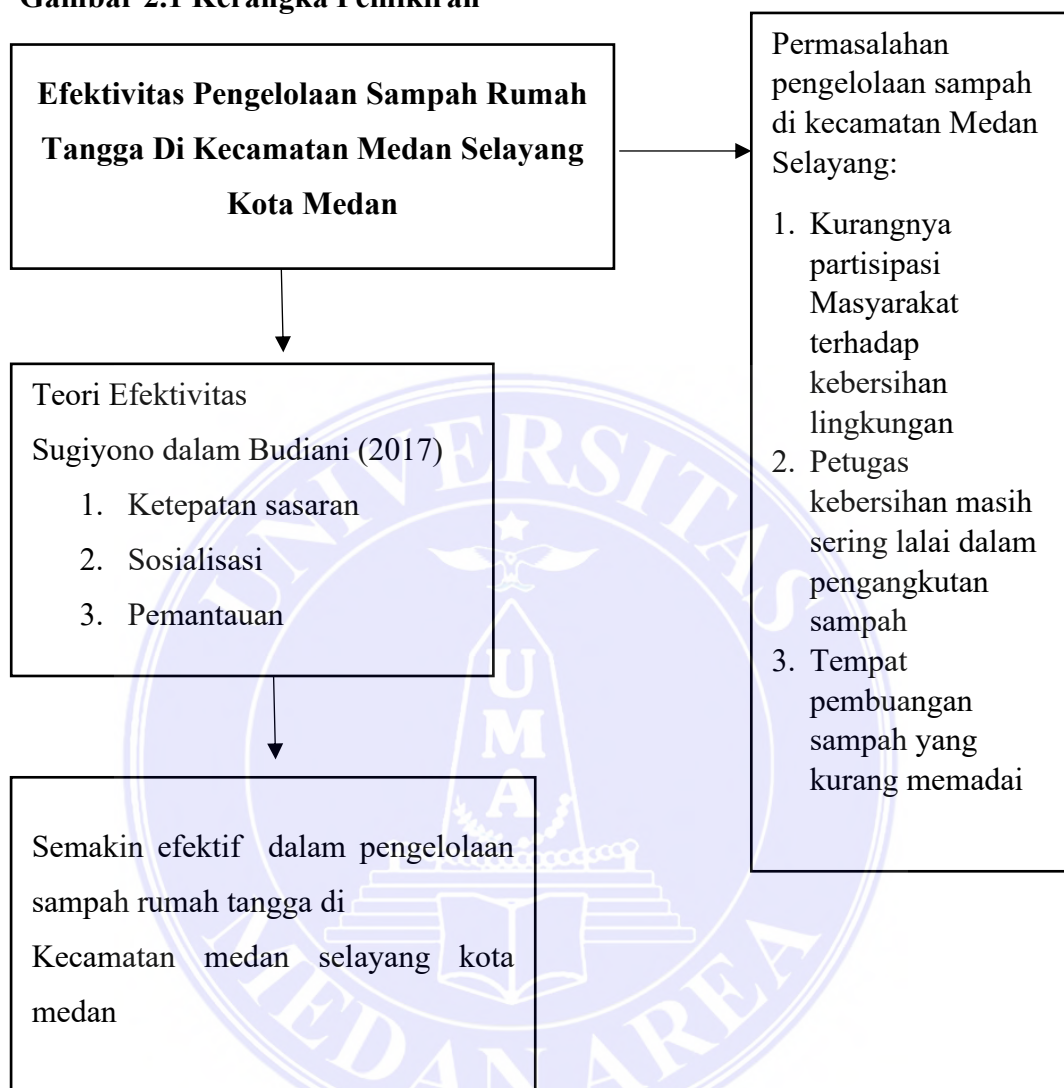 Gambar 2.1 Kerangka Pemikiran
Efektivitas Pengelolaan Sampah Rumah
Tangga Di Kecamatan Medan Selayang
Kota Medan
Permasalahan
pengelolaan sampah
di kecamatan Medan
Selayang:
1. Kurangnya
partisipasi
Masyarakat
terhadap
kebersihan
lingkungan
2. Petugas
kebersihan masih
sering lalai dalam
pengangkutan
sampah
3. Tempat
pembuangan
sampah yang
kurang memadai
Teori Efektivitas
Sugiyono dalam Budiani (2017)
1. Ketepatan sasaran
2. Sosialisasi
3. Pemantauan
Semakin efektif dalam pengelolaan
sampah rumah tangga di
Kecamatan medan selayang kota
medan
UNIVERSITAS
UMA
MEDAN AREA